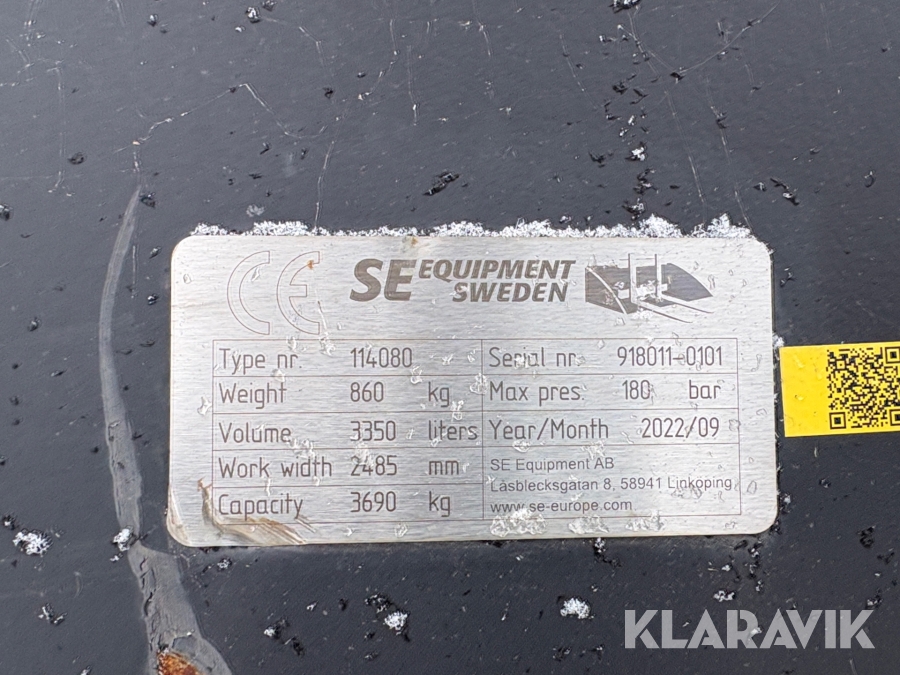 CE SE EQUIPMENT
SWEDEN
Type nr. 114080 Serial nr. 918011-0101
Weight 860 kg Max pres. 180 bar
Volume 3350 liters Year/Month 2022/09
Work width 2485 mm SE Equipment AB
Låsblecksgatan 8, 58941 Linköping
Capacity 3690 kg www.se-europe.com
KLARAVIK